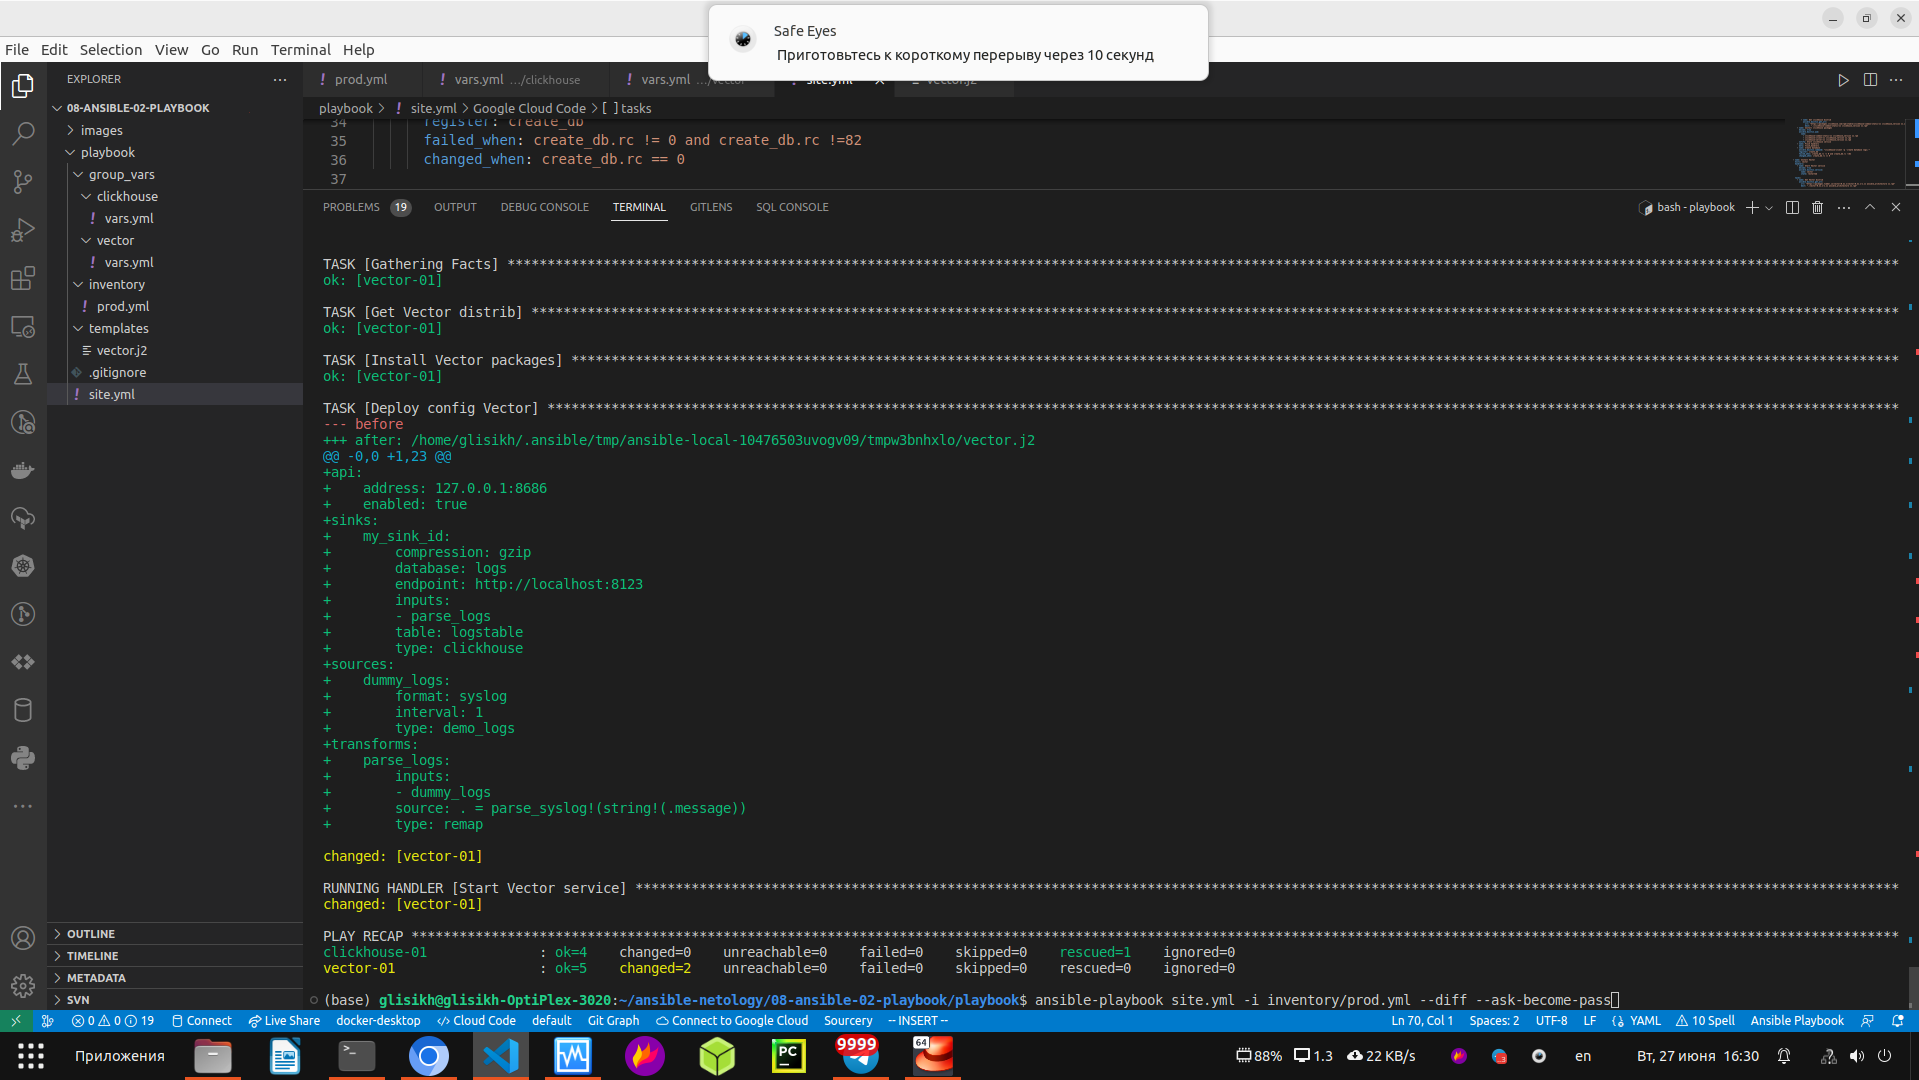 Safe Eyes
Приготовьтесь к короткому перерыву через 10 секунд
File Edit Selection View Go Run Terminal Help
EXPLORER
08-ANSIBLE-02-PLAYBOOK
images
playbook
group_vars
clickhouse
vars.yml
vector
vars.yml
inventory
prod.yml
templates
vector.j2
.gitignore
site.yml
OUTLINE
TIMELINE
METADATA
SVN
prod.yml
vars.yml .../clickhouse
vars.yml
site.yml
playbook > site.yml > Google Cloud Code > [ ] tasks
34 register: create_db
35 failed_when: create_db.rc != 0 and create_db.rc !=82
36 changed_when: create_db.rc == 0
37
PROBLEMS 19 OUTPUT DEBUG CONSOLE TERMINAL GITLENS SQL CONSOLE
bash - playbook
TASK [Gathering Facts] ****
ok: [vector-01]
TASK [Get Vector distrib] ****
ok: [vector-01]
TASK [Install Vector packages] ****
ok: [vector-01]
TASK [Deploy config Vector] ****
--- before
+++ after: /home/glisikh/.ansible/tmp/ansible-local-10476503uvogv09/tmpw3bnhxlo/vector.j2
@@ -0,0 +1,23 @@
+api:
+    address: 127.0.0.1:8686
+    enabled: true
+sinks:
+    my_sink_id:
+        compression: gzip
+        database: logs
+        endpoint: http://localhost:8123
+        inputs:
+        - parse_logs
+        table: logstable
+        type: clickhouse
+sources:
+    dummy_logs:
+        format: syslog
+        interval: 1
+        type: demo_logs
+transforms:
+    parse_logs:
+        inputs:
+        - dummy_logs
+        source: . = parse_syslog!(string!(.message))
+        type: remap
changed: [vector-01]
RUNNING HANDLER [Start Vector service] ****
changed: [vector-01]
PLAY RECAP ****
clickhouse-01 : ok=4 changed=0 unreachable=0 failed=0 skipped=0 rescued=1 ignored=0
vector-01 : ok=5 changed=2 unreachable=0 failed=0 skipped=0 rescued=0 ignored=0
(base) glisikh@glisikh-OptiPlex-3020:~/ansible-netology/08-ansible-02-playbook/playbook$ ansible-playbook site.yml -i inventory/prod.yml --diff --ask-become-pass
0 0 19 Connect Live Share docker-desktop Cloud Code default Git Graph Connect to Google Cloud Sourcery -- INSERT -- Ln 70, Col 1 Spaces: 2 UTF-8 LF YAML 10 Spell Ansible Playbook
Приложения PC 9999 64 88% 1.3 22 KB/s en Вт, 27 июня 16:30